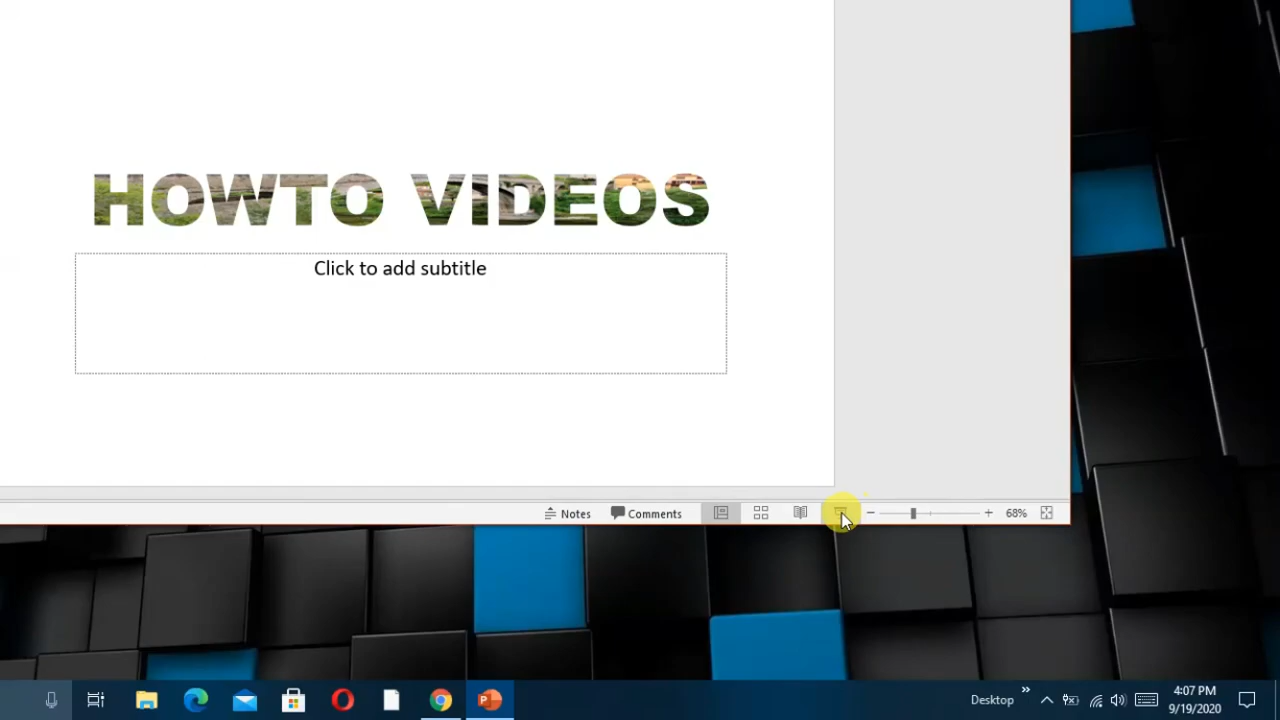 HOWTO VIDEOS
Click to add subtitle
Notes Comments 68%
Desktop 4:07 PM
9/19/2020